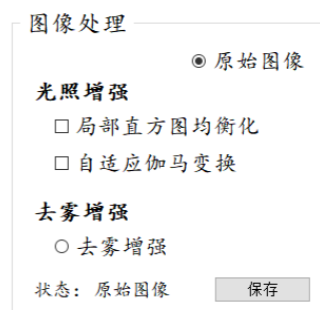 图像处理
原始图像
光照增强
局部直方图均衡化
自适应伽马变换
去雾增强
去雾增强
状态：原始图像 保存